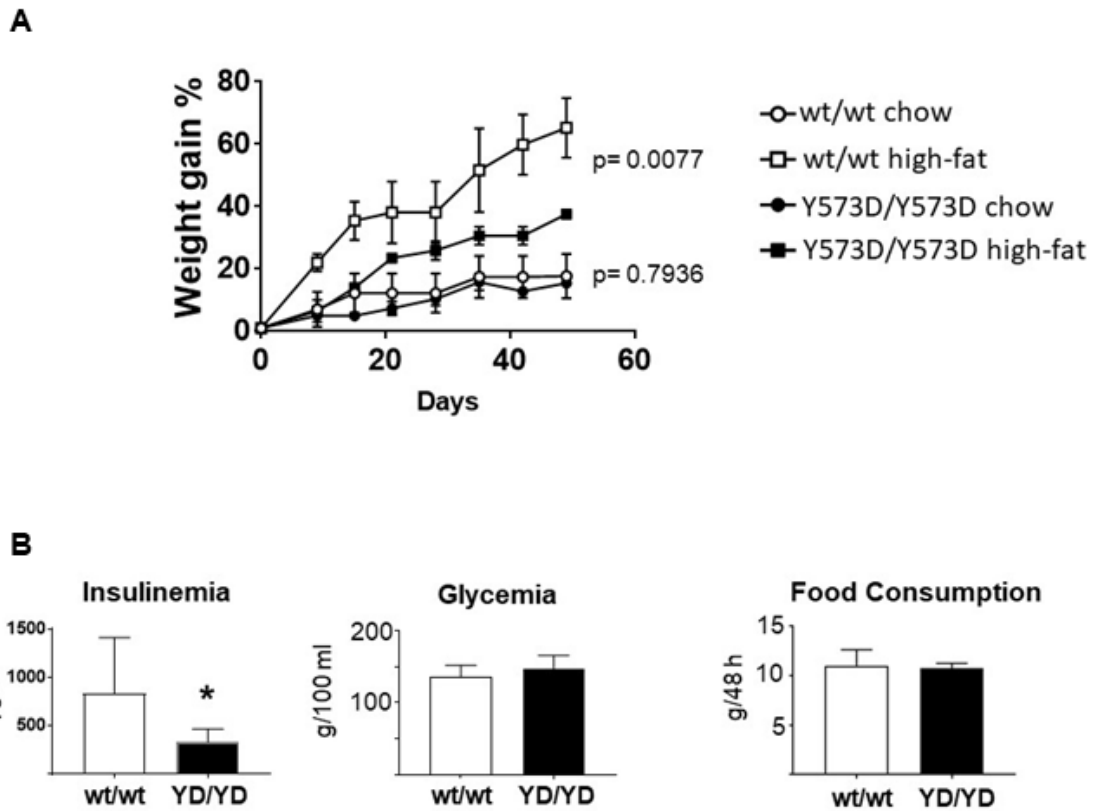 A
Weight gain %
80
60
40
20
0
0 20 40 60
Days
p= 0.0077
p= 0.7936
wt/wt chow
wt/wt high-fat
Y573D/Y573D chow
Y573D/Y573D high-fat
B
Insulinemia
1500
1000
500
*
wt/wt YD/YD
Glycemia
g/100 ml
200
100
wt/wt YD/YD
Food Consumption
g/48 h
15
10
5
wt/wt YD/YD